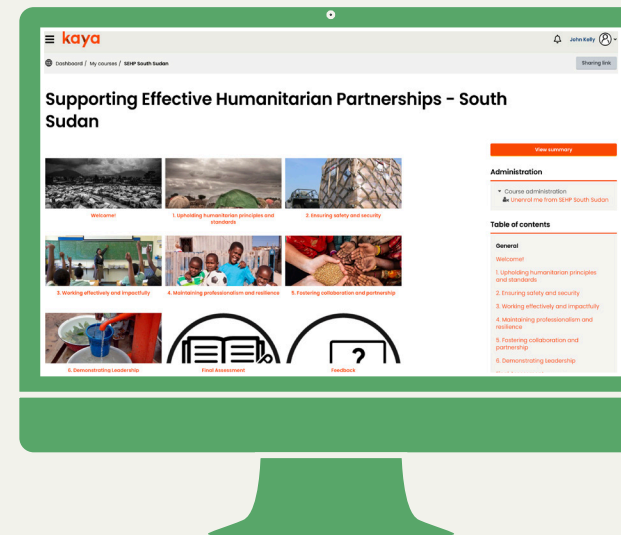 kaya
John Kelly
Dashboard / My courses / SEHP South Sudan
Sharing link
Supporting Effective Humanitarian Partnerships - South
Sudan
Welcome!
1. Upholding humanitarian principles and
standards
2. Ensuring safety and security
3. Working effectively and impactfully
4. Maintaining professionalism and resilience
5. Fostering collaboration and partnership
6. Demonstrating Leadership
Final Assessment
Feedback
?
View summary
Administration
Course administration
Unenrol me from SEHP South Sudan
Table of contents
General
Welcome!
1. Upholding humanitarian principles
and standards
2. Ensuring safety and security
3. Working effectively and impactfully
4. Maintaining professionalism and
resilience
5. Fostering collaboration and
partnership
6. Demonstrating Leadership